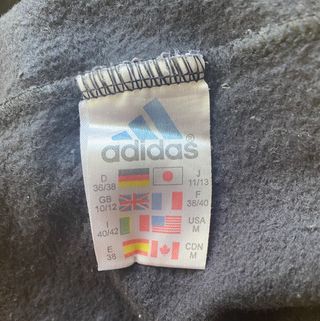 adidas
D J
36/38 11/13
GB F
10/12 38/40
I USA
40/42 M
E CDN
38 M